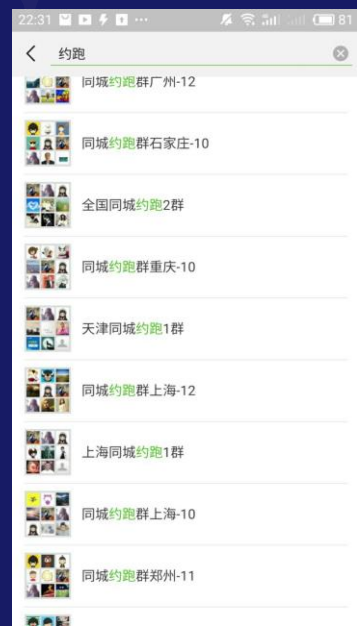 22:31 81
约跑
同城约跑群广州-12
同城约跑群石家庄-10
全国同城约跑2群
同城约跑群重庆-10
天津同城约跑1群
同城约跑群上海-12
上海同城约跑1群
同城约跑群上海-10
同城约跑群郑州-11